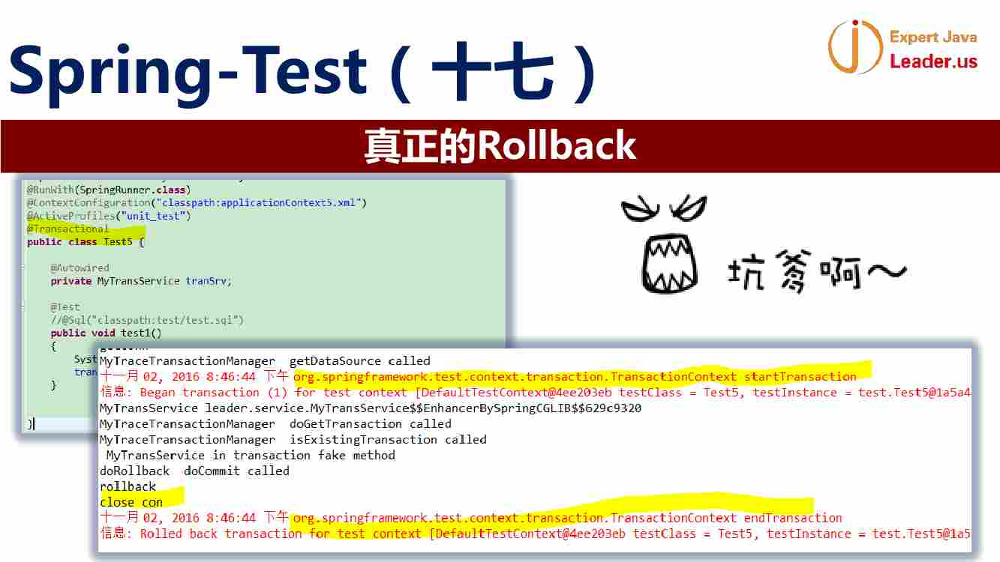 Spring-Test（十七）
Expert Java
Leader.us
真正的Rollback
@RunWith(SpringRunner.class)
@ContextConfiguration("classpath:applicationContext5.xml")
@ActiveProfiles("unit_test")
@Transactional
public class Test5 {
@Autowired
private MyTransService tranSrv;
@Test
//@Sql("classpath:test/test.sql")
public void test1()
{
Syst
tran
}
}
坑爹啊～
MyTraceTransactionManager  getDataSource called
十一月 02, 2016 8:46:44 下午 org.springframework.test.context.transaction.TransactionContext startTransaction
信息: Began transaction (1) for test context [DefaultTestContext@4ee203eb testClass = Test5, testInstance = test.Test5@1a5a4
MyTransService leader.service.MyTransService$$EnhancerBySpringCGLIB$$629c9320
MyTraceTransactionManager  doGetTransaction called
MyTraceTransactionManager  isExistingTransaction called
MyTransService in transaction fake method
doRollback  doCommit called
rollback
close con
十一月 02, 2016 8:46:44 下午 org.springframework.test.context.transaction.TransactionContext endTransaction
信息: Rolled back transaction for test context [DefaultTestContext@4ee203eb testClass = Test5, testInstance = test.Test5@1a5